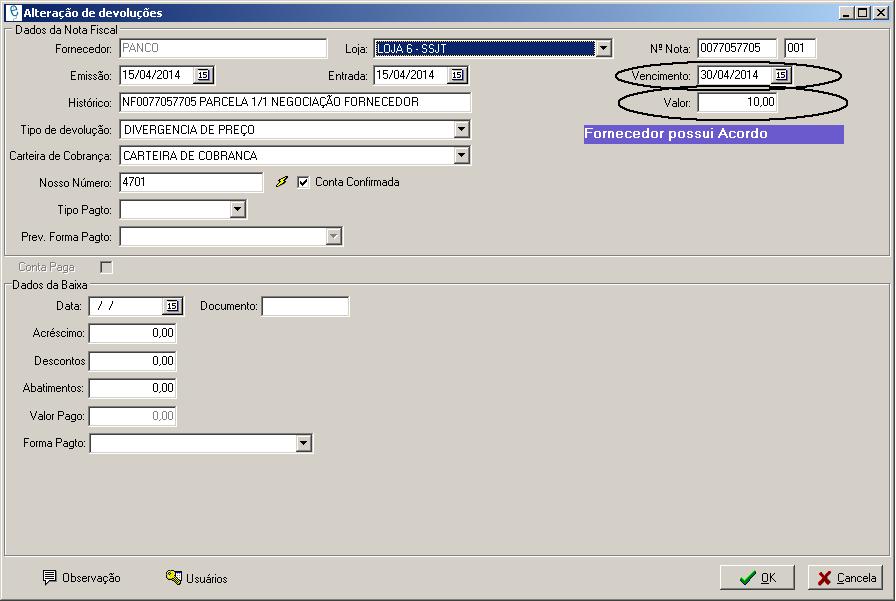 Alteração de devoluções
Dados da Nota Fiscal
Fornecedor: PANCO Loja: LOJA 6 - SSJT Nº Nota: 0077057705 001
Emissão: 15/04/2014 15 Entrada: 15/04/2014 15 Vencimento: 30/04/2014 15
Histórico: NF0077057705 PARCELA 1/1 NEGOCIAÇÃO FORNECEDOR Valor: 10,00
Tipo de devolução: DIVERGENCIA DE PREÇO Fornecedor possui Acordo
Carteira de Cobrança: CARTEIRA DE COBRANCA
Nosso Número: 4701 Conta Confirmada
Tipo Pagto:
Prev. Forma Pagto:
Conta Paga
Dados da Baixa
Data: / / 15 Documento:
Acréscimo: 0,00
Descontos 0,00
Abatimentos: 0,00
Valor Pago: 0,00
Forma Pagto:
Observação Usuários OK Cancela